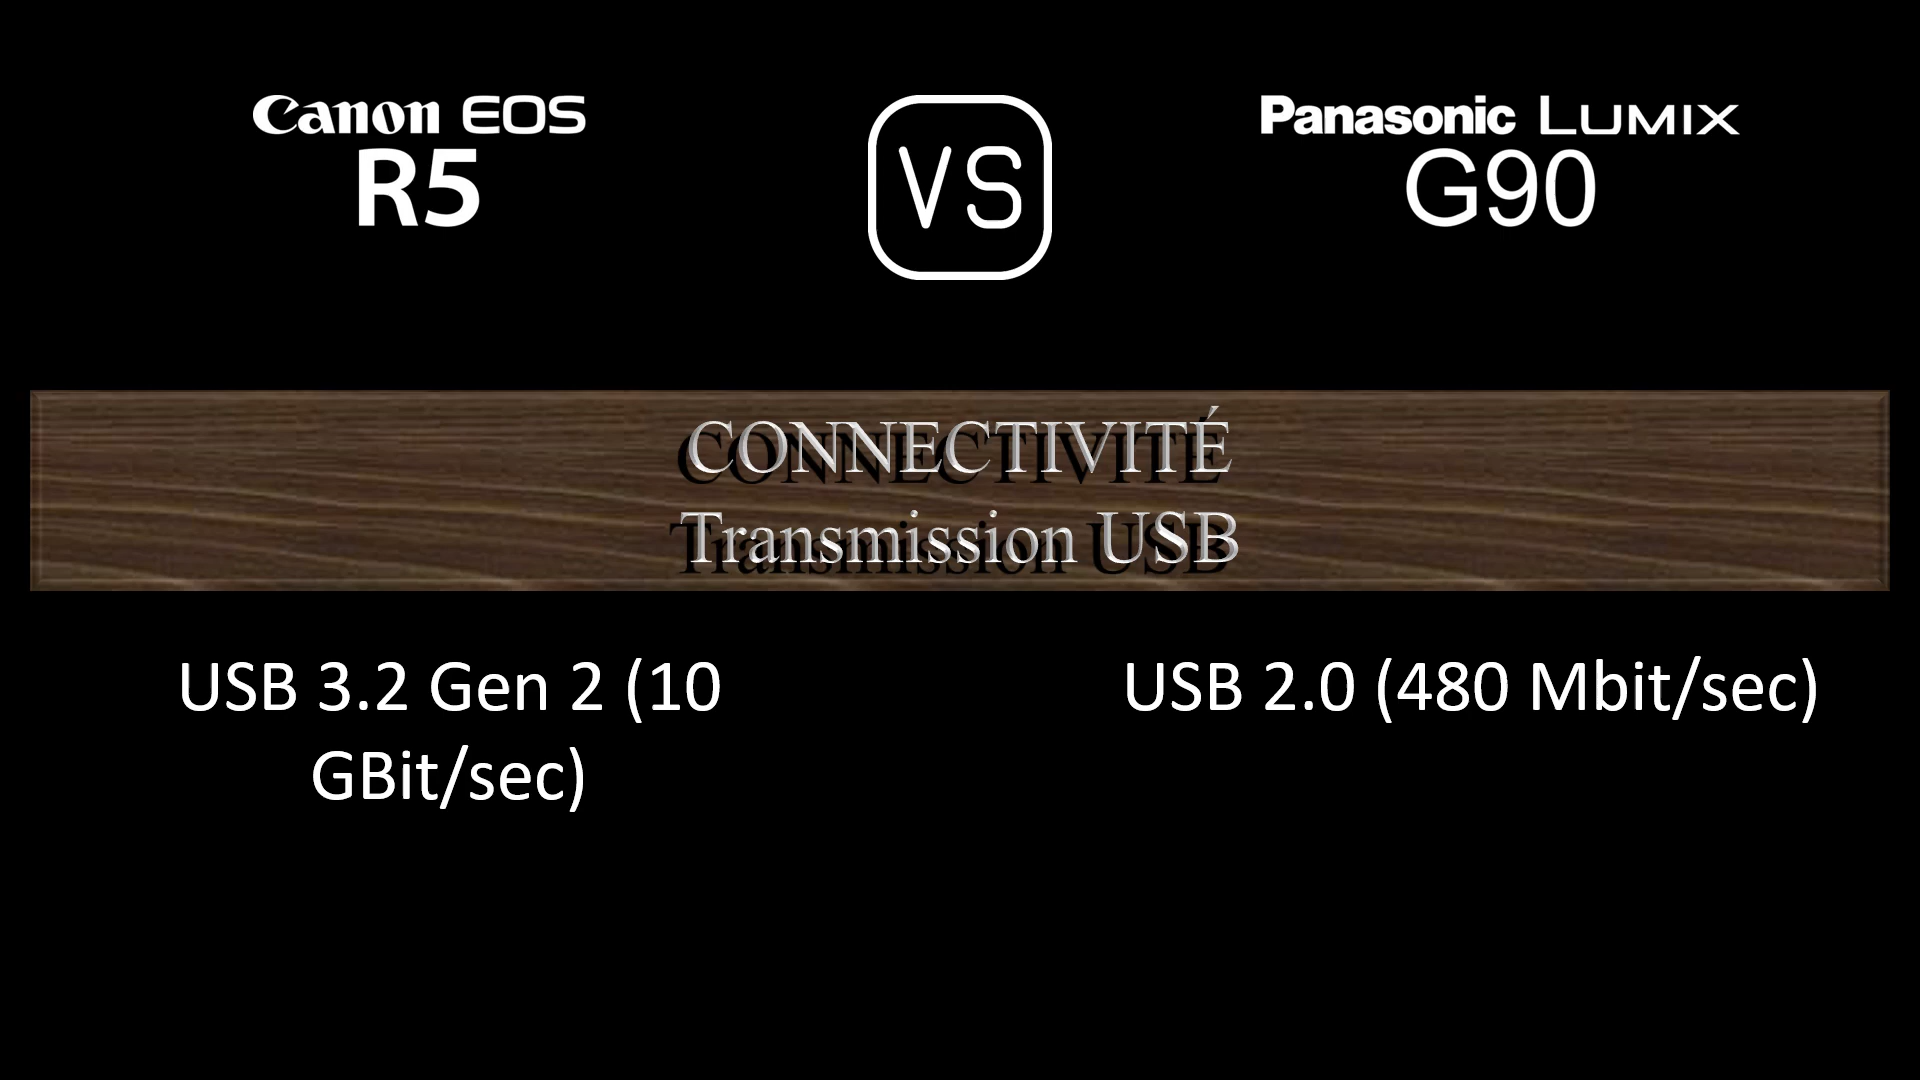 Canon EOS
R5
VS
Panasonic LUMIX
G90
CONNECTIVITÉ
Transmission USB
USB 3.2 Gen 2 (10
GBit/sec)
USB 2.0 (480 Mbit/sec)